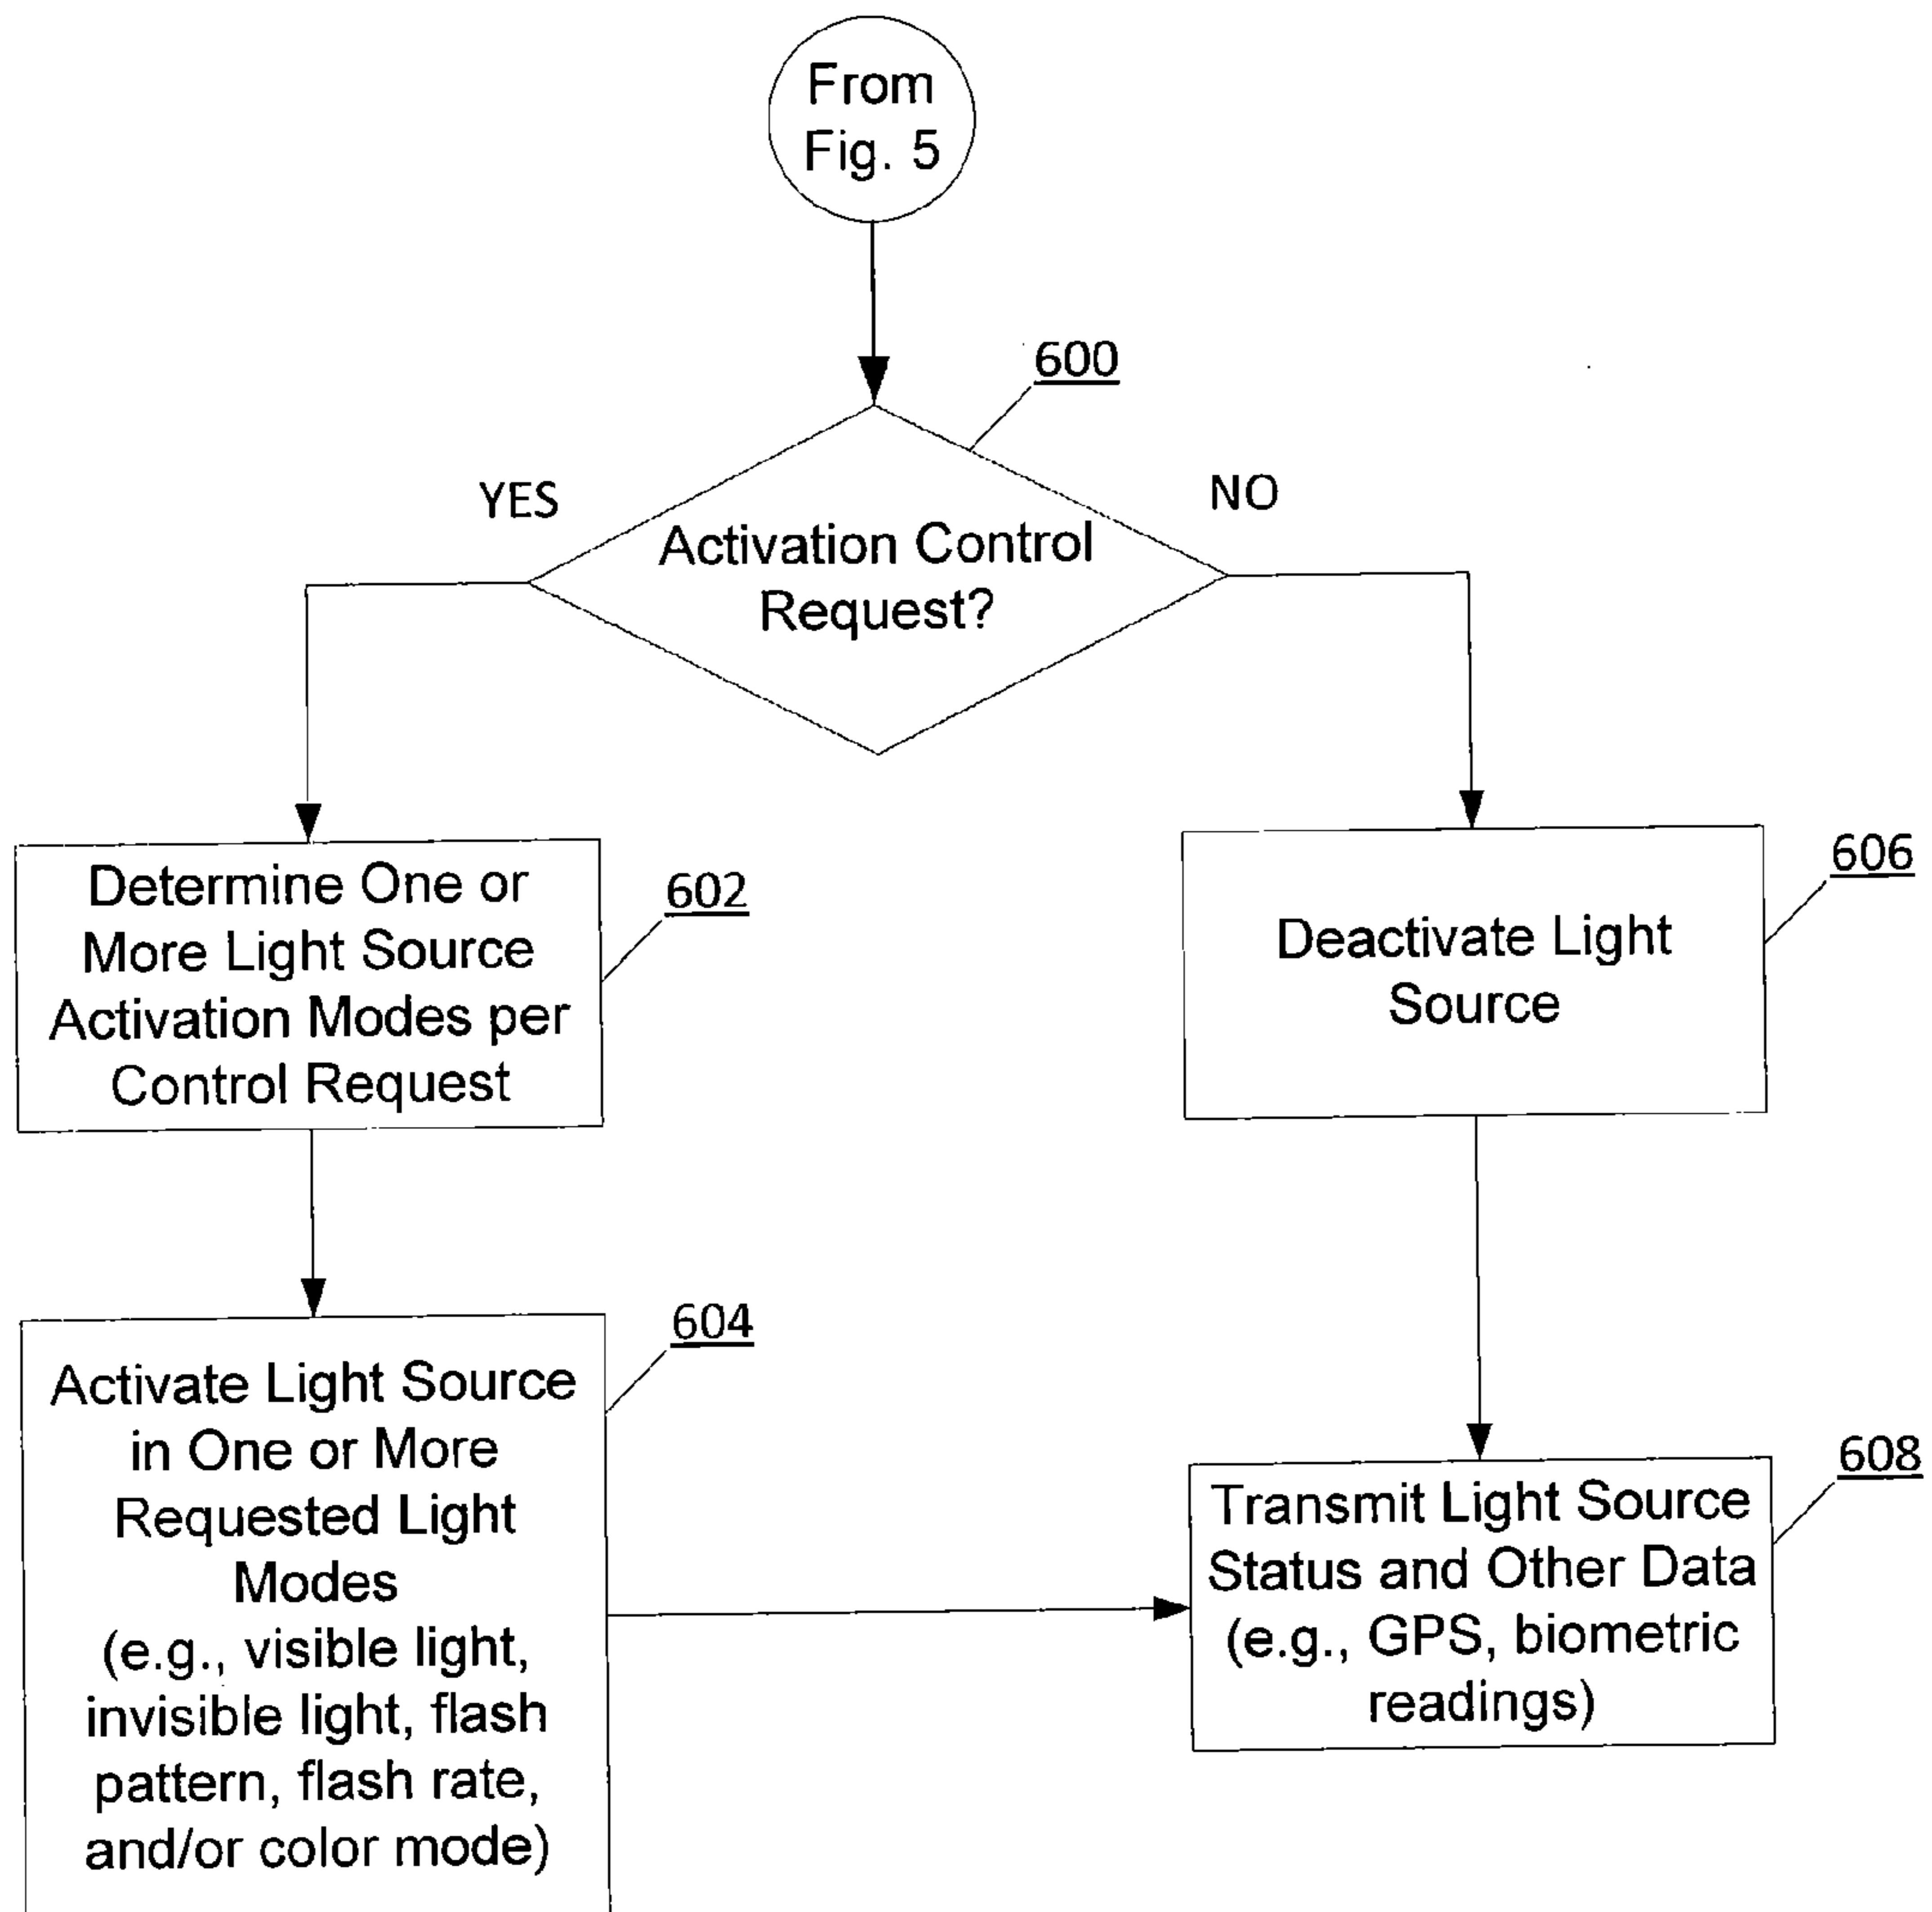 From
Fig. 5
600
YES
NO
Activation Control
Request?
Determine One or
More Light Source
Activation Modes per
Control Request
602
Deactivate Light
Source
606
Activate Light Source
in One or More
Requested Light
Modes
(e.g., visible light,
invisible light, flash
pattern, flash rate,
and/or color mode)
604
Transmit Light Source
Status and Other Data
(e.g., GPS, biometric
readings)
608